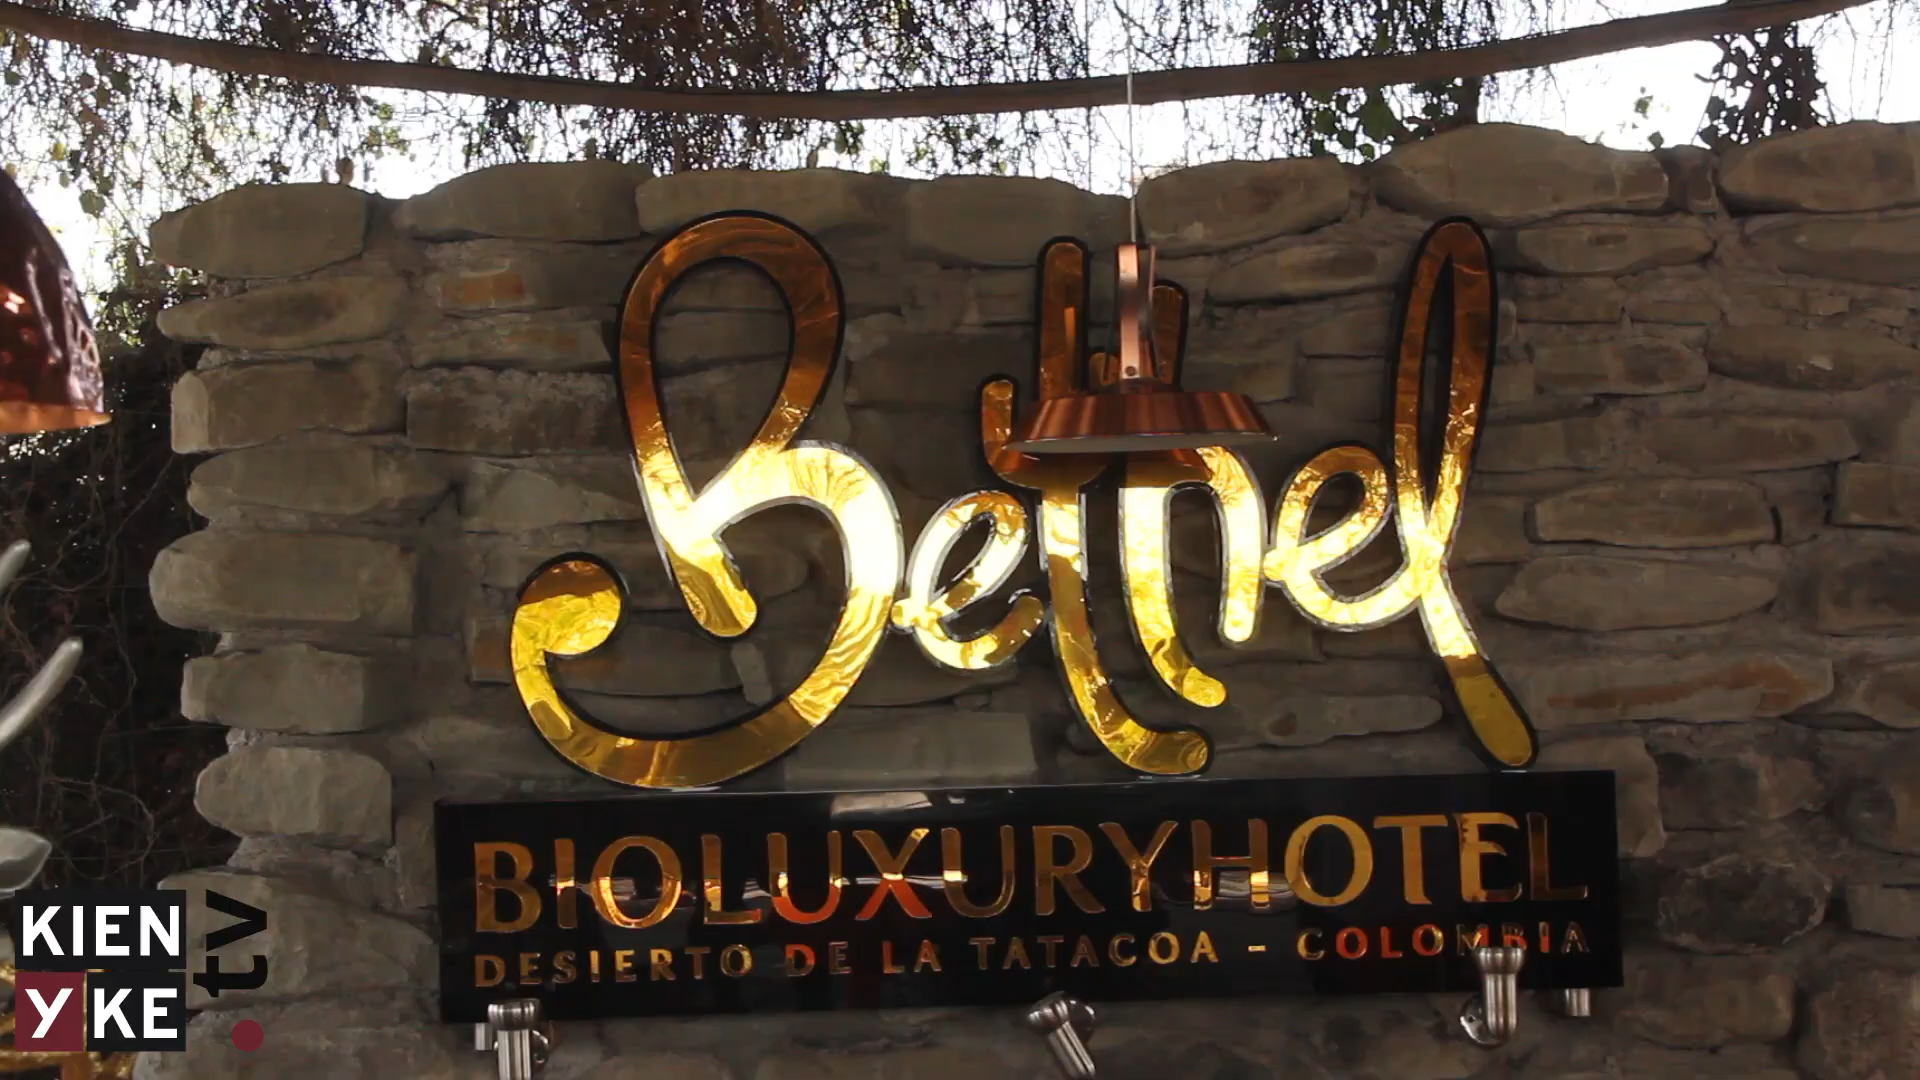 Bethel
BIOLUXURYHOTEL
DESIERTO DE LA TATACOA - COLOMBIA
KIEN
YKE
.tv